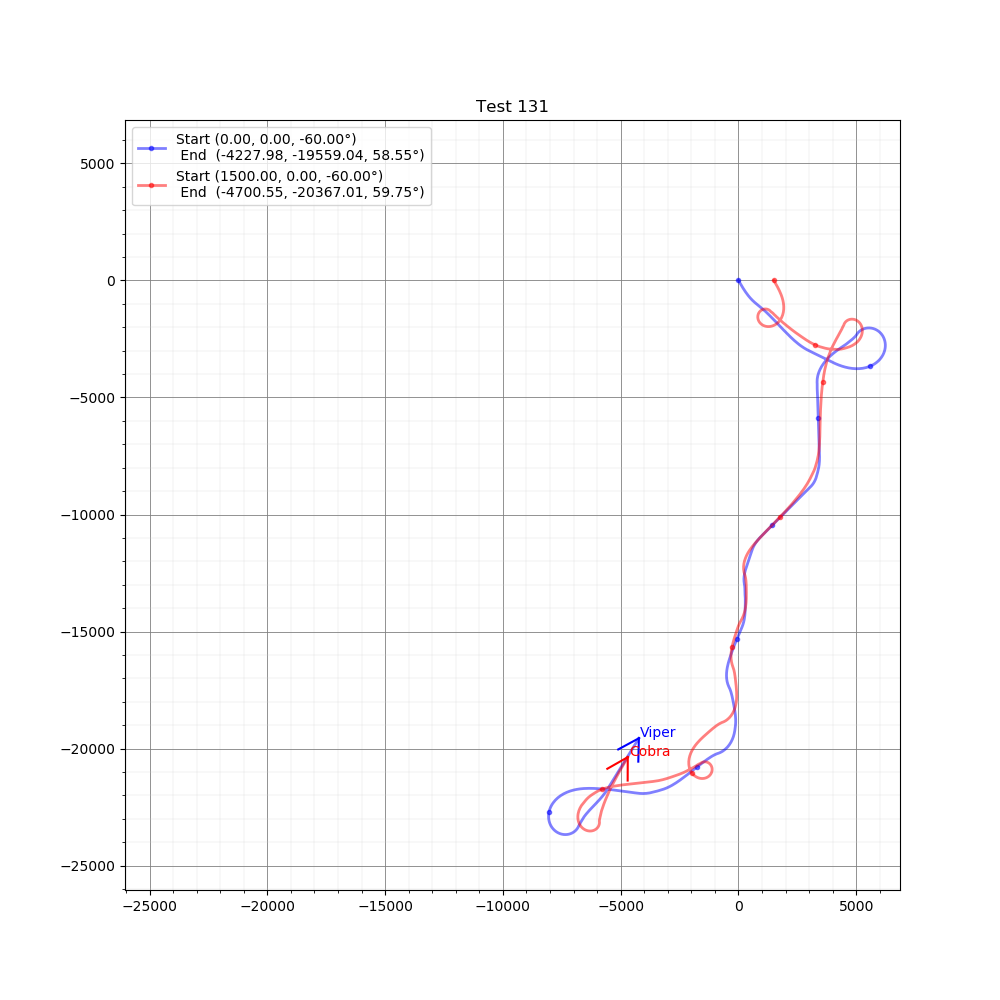 Test 131
Start (0.00, 0.00, -60.00°)
End (-4227.98, -19559.04, 58.55°)
Start (1500.00, 0.00, -60.00°)
End (-4700.55, -20367.01, 59.75°)
5000
0
−5000
−10000
−15000
−20000
−25000
Viper
Cobra
−25000 −20000 −15000 −10000 −5000 0 5000